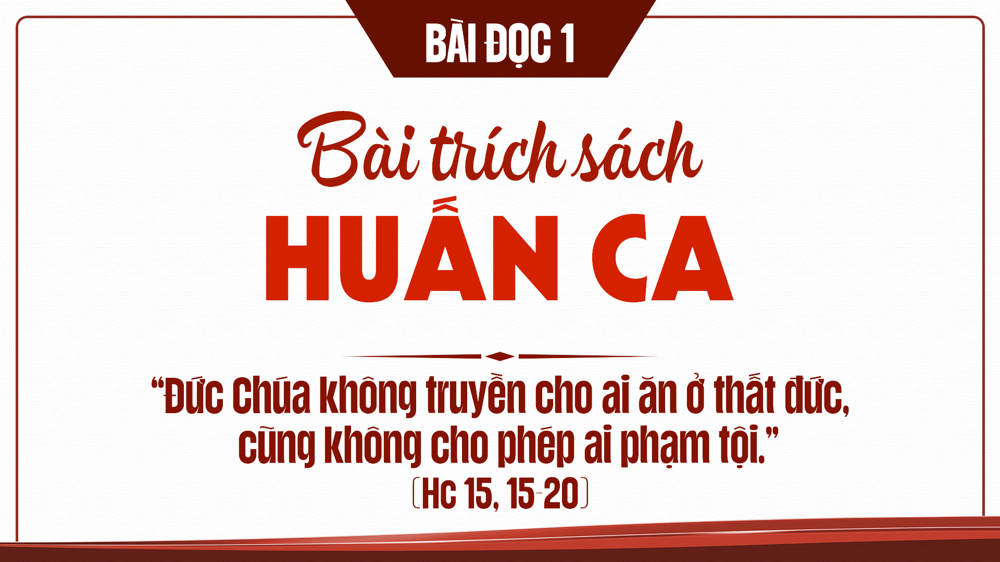 BÀI ĐỌC 1
Bài trích sách
HUẤN CA
“Đức Chúa không truyền cho ai ăn ở thất đức,
cũng không cho phép ai phạm tội.”
(Hc 15, 15-20)